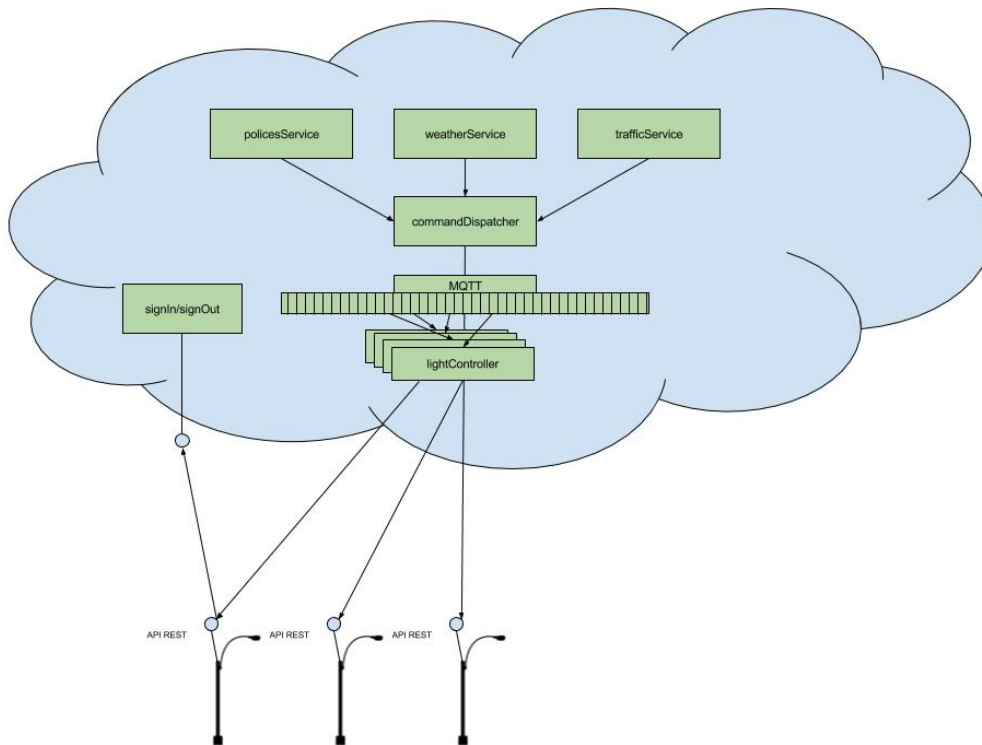 policesService
weatherService
trafficService
commandDispatcher
MQTT
signIn/signOut
lightController
API REST
API REST
API REST